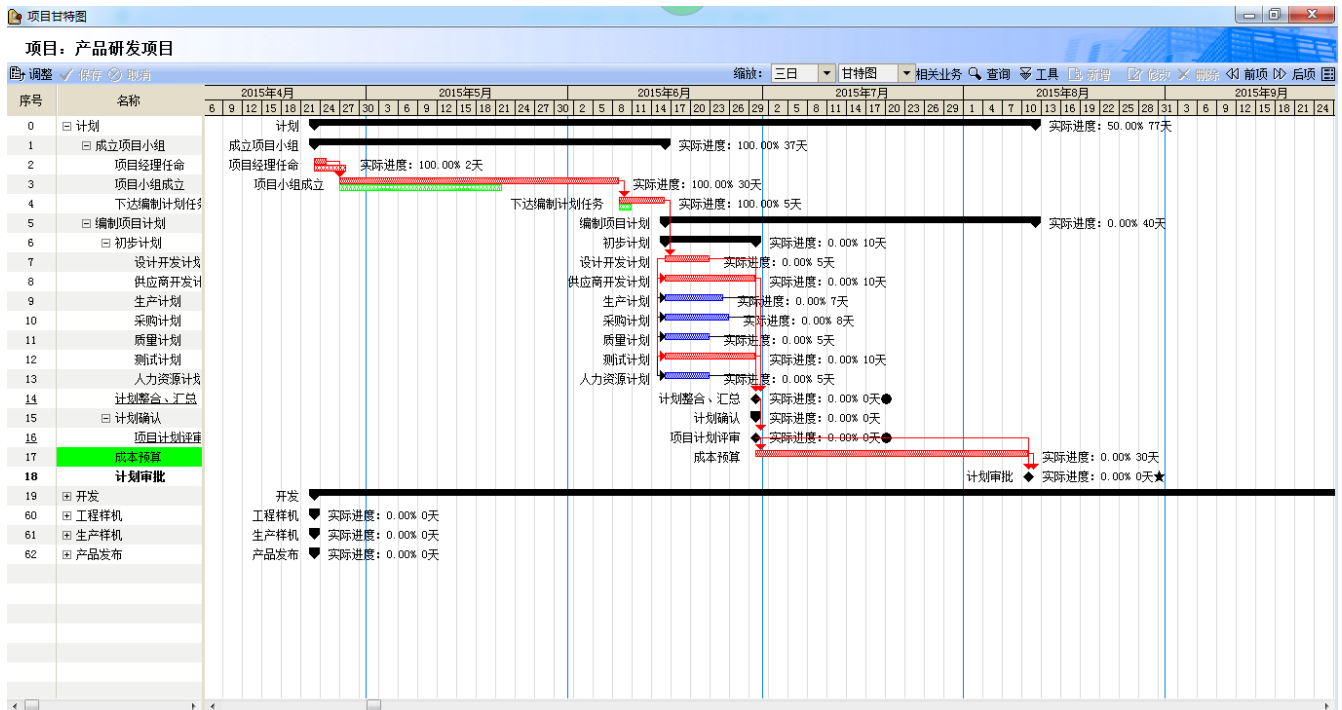 项目甘特图
项目：产品研发项目
调整 保存 取消 缩放： 三日 甘特图 相关业务 查询 工具 新增 修改 删除 前项 后项
序号 名称 2015年4月 2015年5月 2015年6月 2015年7月 2015年8月 2015年9月
6 9 12 15 18 21 24 27 30 3 6 9 12 15 18 21 24 27 30 2 5 8 11 14 17 20 23 26 29 2 5 8 11 14 17 20 23 26 29 1 4 7 10 13 16 19 22 25 28 31 3 6 9 12 15 18 21 24
0 计划 计划 实际进度：50.00% 77天
1 成立项目小组 成立项目小组 实际进度：100.00% 37天
2 项目经理任命 项目经理任命 实际进度：100.00% 2天
3 项目小组成立 项目小组成立 实际进度：100.00% 30天
4 下达编制计划任务 下达编制计划任务 实际进度：100.00% 5天
5 编制项目计划 编制项目计划 实际进度：0.00% 40天
6 初步计划 初步计划 实际进度：0.00% 10天
7 设计开发计划 设计开发计划 实际进度：0.00% 5天
8 供应商开发计 供应商开发计划 实际进度：0.00% 10天
9 生产计划 生产计划 实际进度：0.00% 7天
10 采购计划 采购计划 实际进度：0.00% 8天
11 质量计划 质量计划 实际进度：0.00% 5天
12 测试计划 测试计划 实际进度：0.00% 10天
13 人力资源计划 人力资源计划 实际进度：0.00% 5天
14 计划整合、汇总 计划整合、汇总 实际进度：0.00% 0天
15 计划确认 计划确认 实际进度：0.00% 0天
16 项目计划评审 项目计划评审 实际进度：0.00% 0天
17 成本预算 成本预算 实际进度：0.00% 30天
18 计划审批 计划审批 实际进度：0.00% 0天
19 开发 开发
60 工程样机 工程样机 实际进度：0.00% 0天
61 生产样机 生产样机 实际进度：0.00% 0天
62 产品发布 产品发布 实际进度：0.00% 0天